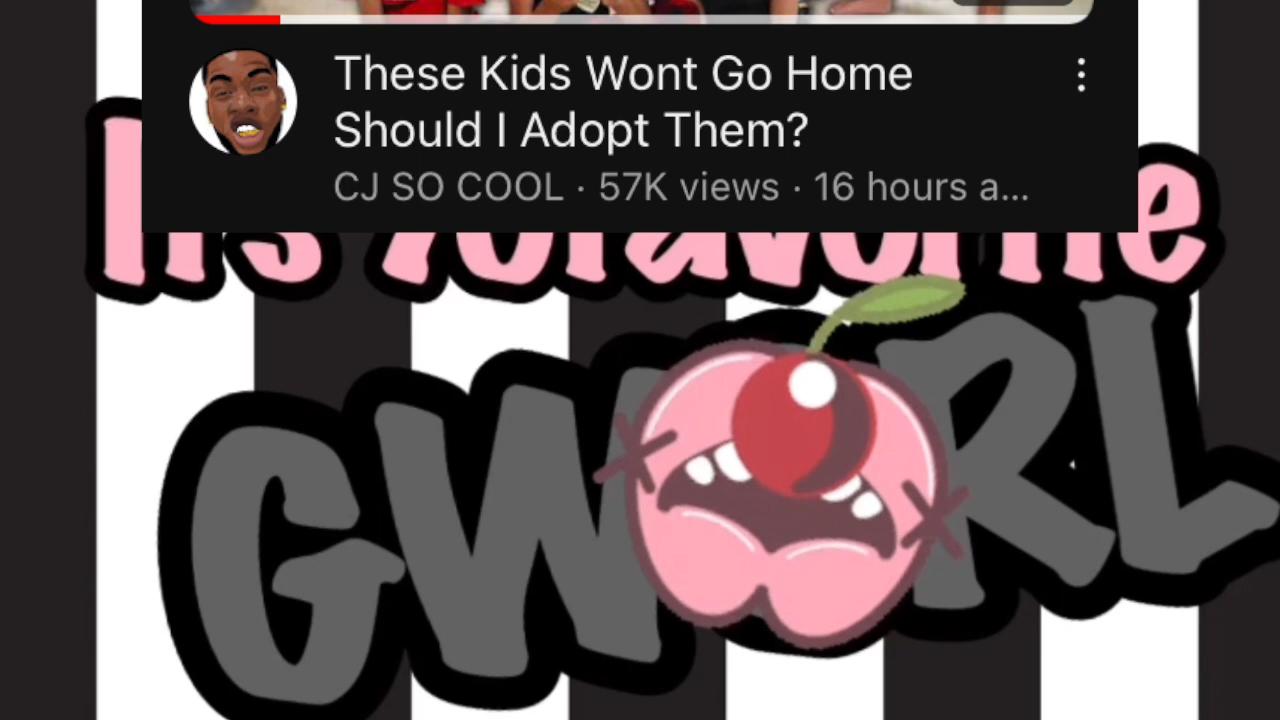 These Kids Wont Go Home
Should I Adopt Them?
CJ SO COOL · 57K views · 16 hours a...
GW RL